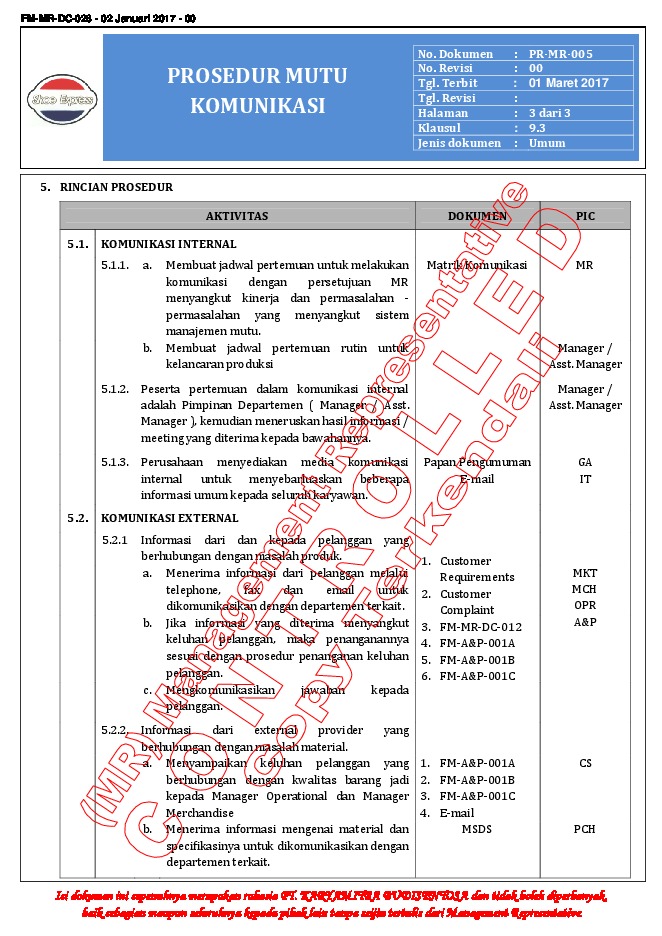 FM-MR-DC-026 - 02 Januari 2017 - 00
Shoe Express
PROSEDUR MUTU
KOMUNIKASI
No. Dokumen : PR-MR-005
No. Revisi : 00
Tgl. Terbit : 01 Maret 2017
Tgl. Revisi :
Halaman : 3 dari 3
Klausul : 9.3
Jenis dokumen : Umum
5. RINCIAN PROSEDUR
AKTIVITAS DOKUMEN PIC
5.1. KOMUNIKASI INTERNAL
5.1.1. a. Membuat jadwal pertemuan untuk melakukan Matrik Komunikasi MR
komunikasi dengan persetujuan MR
menyangkut kinerja dan permasalahan -
permasalahan yang menyangkut sistem
manajemen mutu.
b. Membuat jadwal pertemuan rutin untuk Manager /
kelancaran produksi Asst. Manager
5.1.2. Peserta pertemuan dalam komunikasi internal Manager /
adalah Pimpinan Departemen ( Manager / Asst. Asst. Manager
Manager ), kemudian meneruskan hasil informasi /
meeting yang diterima kepada bawahannya.
5.1.3. Perusahaan menyediakan media komunikasi Papan Pengumuman GA
internal untuk menyebarluaskan beberapa E-mail IT
informasi umum kepada seluruh karyawan.
5.2. KOMUNIKASI EXTERNAL
5.2.1 Informasi dari dan kepada pelanggan yang
berhubungan dengan masalah produk. 1. Customer
a. Menerima informasi dari pelanggan melalui Requirements MKT
telephone, fax dan email untuk 2. Customer MCH
dikomunikasikan dengan departemen terkait. Complaint OPR
b. Jika informasi yang diterima menyangkut 3. FM-MR-DC-012 A&P
keluhan pelanggan, maka penanganannya 4. FM-A&P-001A
sesuai dengan prosedur penanganan keluhan 5. FM-A&P-001B
pelanggan. 6. FM-A&P-001C
c. Mengkomunikasikan jawaban kepada
pelanggan.
5.2.2. Informasi dari external provider yang
berhubungan dengan masalah material.
a. Menyampaikan keluhan pelanggan yang 1. FM-A&P-001A CS
berhubungan dengan kwalitas barang jadi 2. FM-A&P-001B
kepada Manager Operational dan Manager 3. FM-A&P-001C
Merchandise 4. E-mail
b. Menerima informasi mengenai material dan MSDS PCH
spesifikasinya untuk dikomunikasikan dengan
departemen terkait.
(MR) Management Representative
CONTROLLED
Copy Terkendali
Isi dokumen ini sepenuhnya merupakan rahasia PT. KARYAMITRA BUDISENTOSA dan tidak boleh diperbanyak,
baik sebagian maupun seluruhnya kepada pihak lain tanpa seijin tertulis dari Management Representative